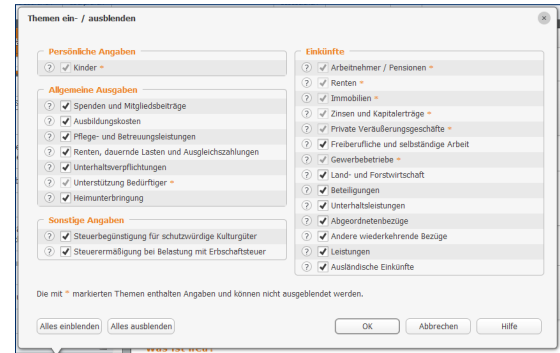 Themen ein- / ausblenden
Persönliche Angaben
Kinder *
Allgemeine Ausgaben
Spenden und Mitgliedsbeiträge
Ausbildungskosten
Pflege- und Betreuungsleistungen
Renten, dauernde Lasten und Ausgleichszahlungen
Unterhaltsverpflichtungen
Unterstützung Bedürftiger *
Heimunterbringung
Sonstige Angaben
Steuerbegünstigung für schutzwürdige Kulturgüter
Steuerermäßigung bei Belastung mit Erbschaftsteuer
Einkünfte
Arbeitnehmer / Pensionen *
Renten *
Immobilien *
Zinsen und Kapitalerträge *
Private Veräußerungsgeschäfte *
Freiberufliche und selbständige Arbeit
Gewerbebetriebe *
Land- und Forstwirtschaft
Beteiligungen
Unterhaltsleistungen
Abgeordnetenbezüge
Andere wiederkehrende Bezüge
Leistungen
Ausländische Einkünfte
Die mit * markierten Themen enthalten Angaben und können nicht ausgeblendet werden.
Alles einblenden Alles ausblenden OK Abbrechen Hilfe